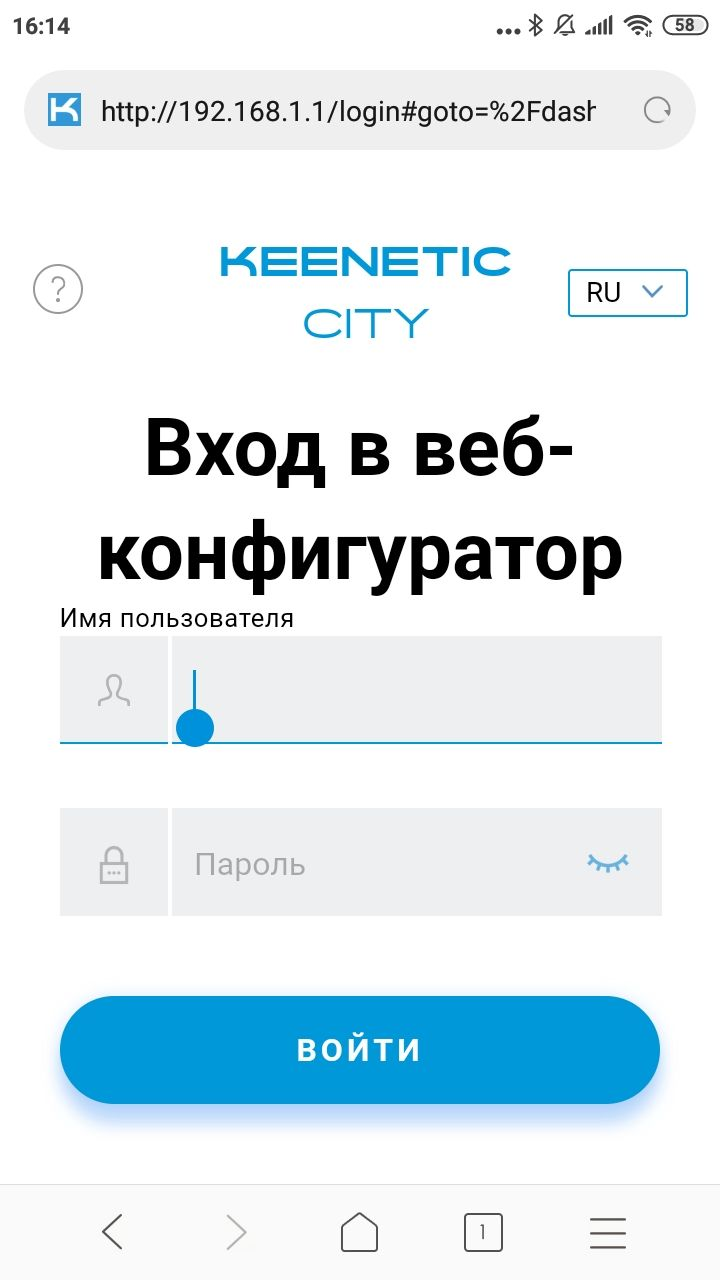 16:14
58
http://192.168.1.1/login#goto=%2Fdash
KEENETIC
CITY
RU
Вход в веб-
конфигуратор
Имя пользователя
Пароль
ВОЙТИ
1